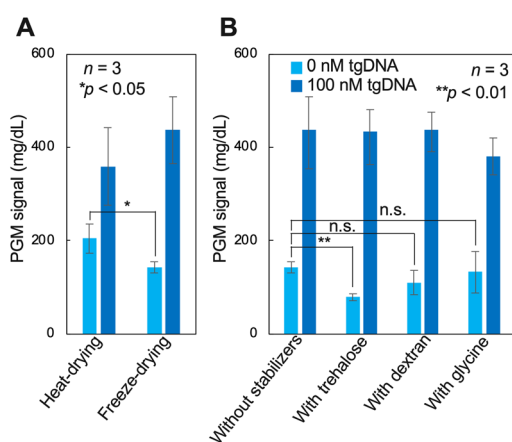 A
PGM signal (mg/dL)
600
400
200
0
n = 3
*p < 0.05
*
Heat-drying
Freeze-drying
B
PGM signal (mg/dL)
600
400
200
0
0 nM tgDNA
100 nM tgDNA
n = 3
**p < 0.01
n.s.
n.s.
**
Without stabilizers
With trehalose
With dextran
With glycine